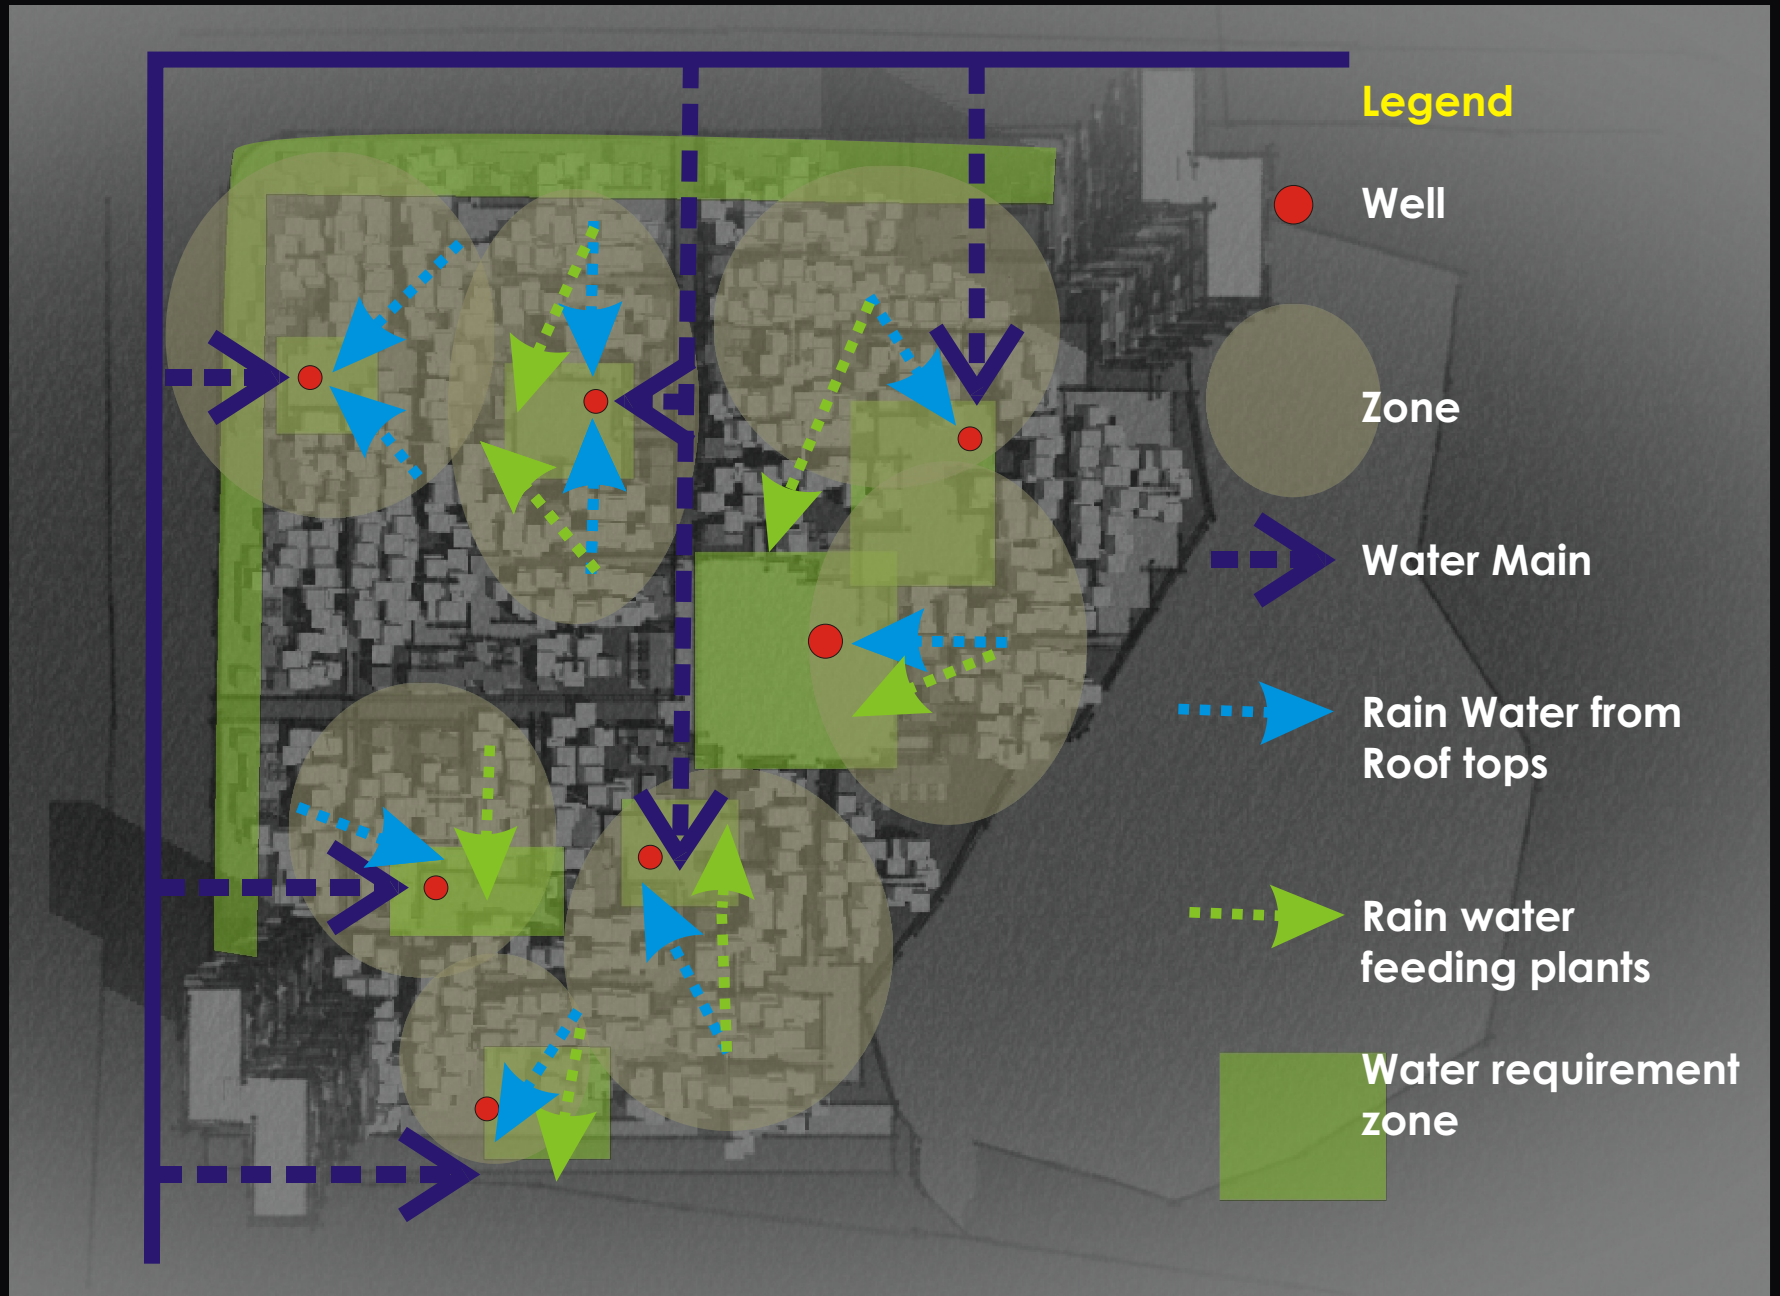 Legend
Well
Zone
Water Main
Rain Water from
Roof tops
Rain water
feeding plants
Water requirement
zone